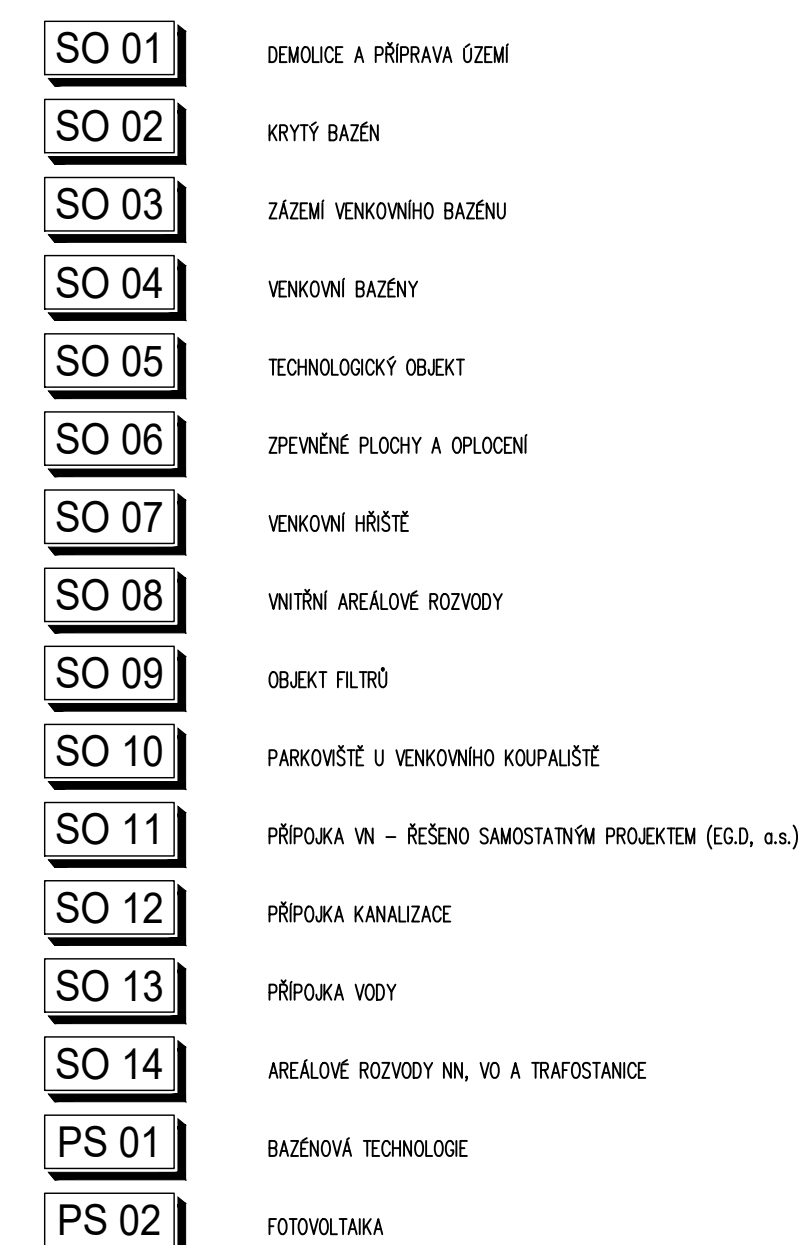 SO 01 DEMOLICE A PŘÍPRAVA ÚZEMÍ
SO 02 KRYTÝ BAZÉN
SO 03 ZÁZEMÍ VENKOVNÍHO BAZÉNU
SO 04 VENKOVNÍ BAZÉNY
SO 05 TECHNOLOGICKÝ OBJEKT
SO 06 ZPEVNĚNÉ PLOCHY A OPLOCENÍ
SO 07 VENKOVNÍ HŘIŠTĚ
SO 08 VNITŘNÍ AREÁLOVÉ ROZVODY
SO 09 OBJEKT FILTRŮ
SO 10 PARKOVIŠTĚ U VENKOVNÍHO KOUPALIŠTĚ
SO 11 PŘÍPOJKA VN – ŘEŠENO SAMOSTATNÝM PROJEKTEM (EG.D, a.s.)
SO 12 PŘÍPOJKA KANALIZACE
SO 13 PŘÍPOJKA VODY
SO 14 AREÁLOVÉ ROZVODY NN, VO A TRAFOSTANICE
PS 01 BAZÉNOVÁ TECHNOLOGIE
PS 02 FOTOVOLTAIKA